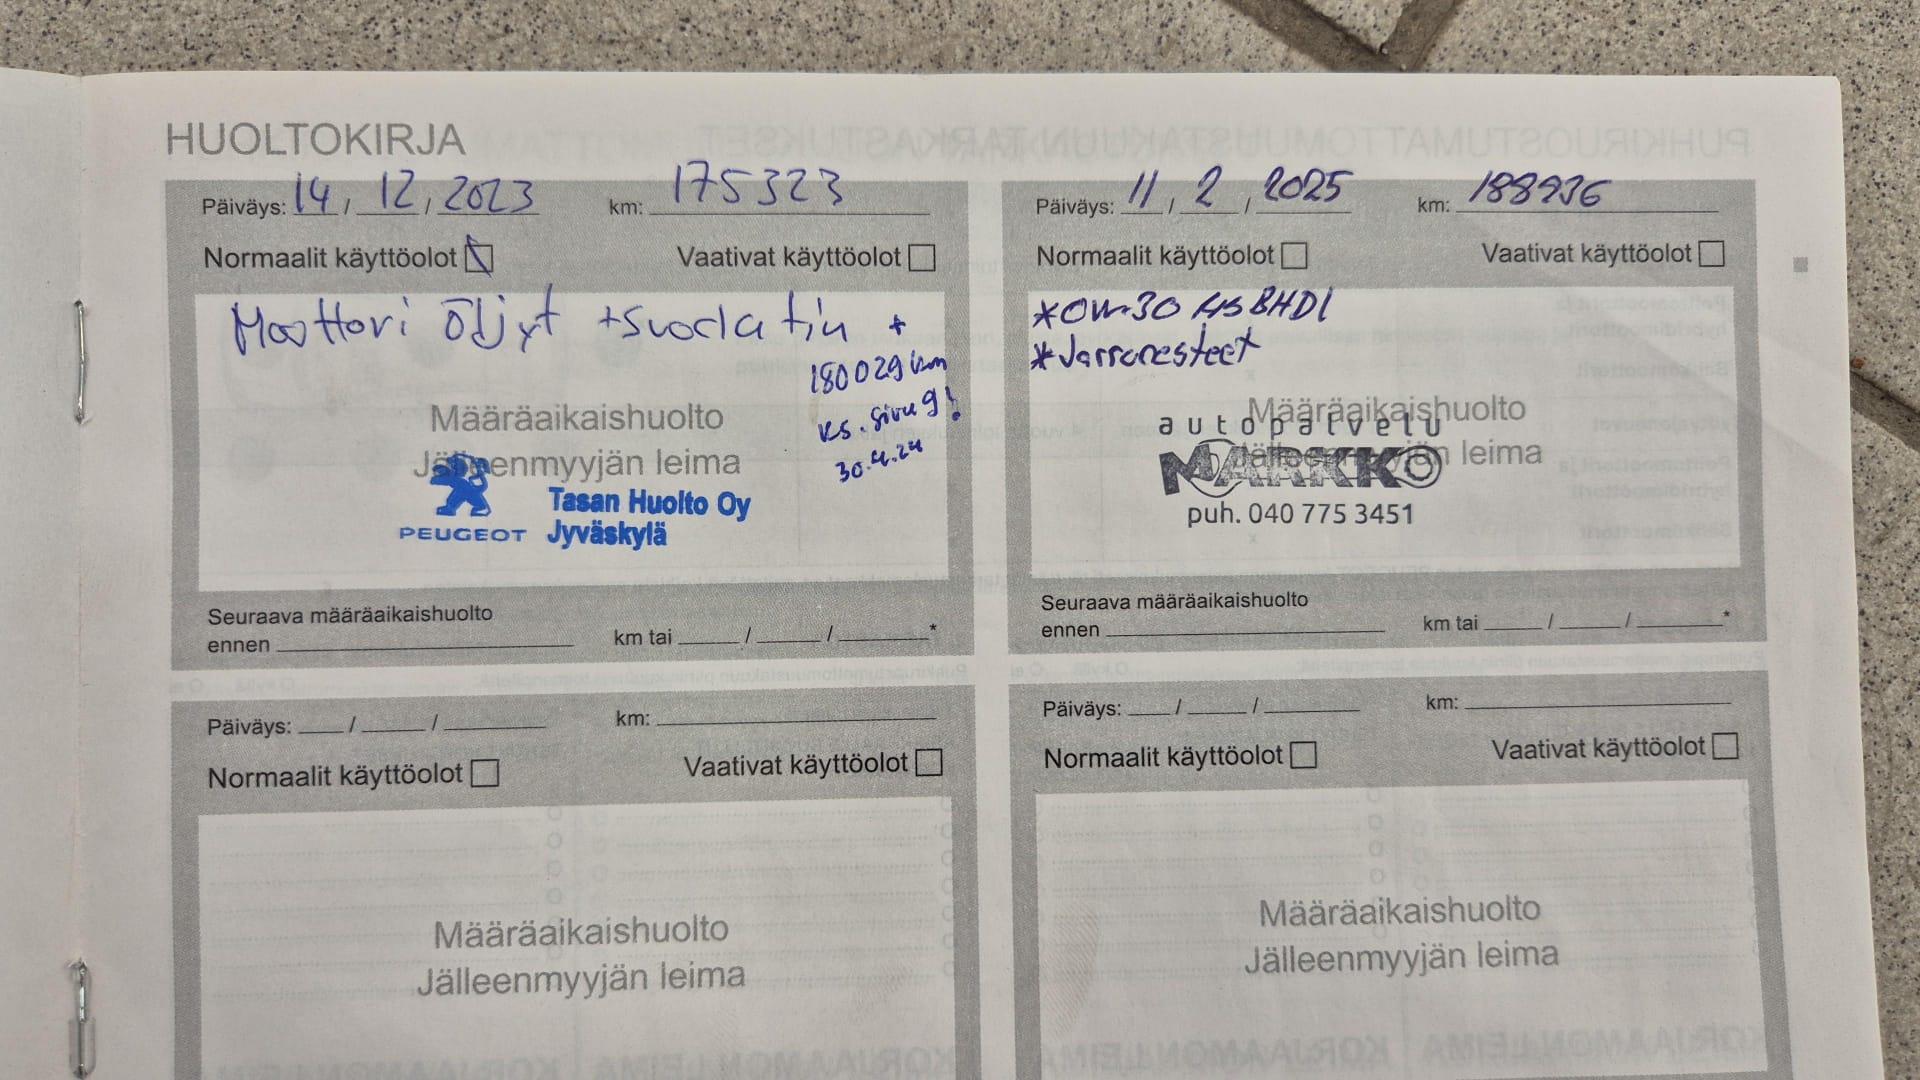 HUOLTOKIRJA
Päiväys: 14 / 12 / 2023 km: 175323
Normaalit käyttöolot Vaativat käyttöolot
Moottori Öljyt + suodatin +
180029 km
ks. sivu 9!
30.4.24
Määräaikaishuolto
Jälleenmyyjän leima
PEUGEOT
Tasan Huolto Oy
Jyväskylä
Seuraava määräaikaishuolto
ennen km tai / / *
Päiväys: 11 / 2 / 2025 km: 188936
Normaalit käyttöolot Vaativat käyttöolot
*0W-30
*Jarrunesteet
Määräaikaishuolto
Jälleenmyyjän leima
autopalvelu
MARKKO
puh. 040 775 3451
Seuraava määräaikaishuolto
ennen km tai / / *
Päiväys: / / km:
Normaalit käyttöolot Vaativat käyttöolot
Määräaikaishuolto
Jälleenmyyjän leima
Päiväys: / / km:
Normaalit käyttöolot Vaativat käyttöolot
Määräaikaishuolto
Jälleenmyyjän leima